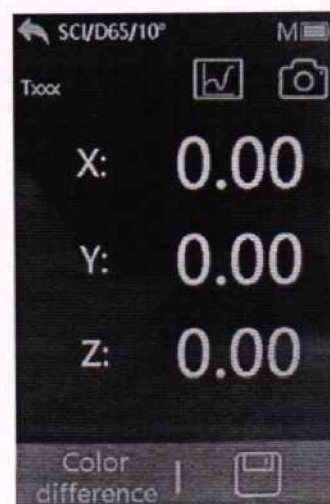 SCI/D65/10° M
Txxx
X: 0.00
Y: 0.00
Z: 0.00
Color
difference